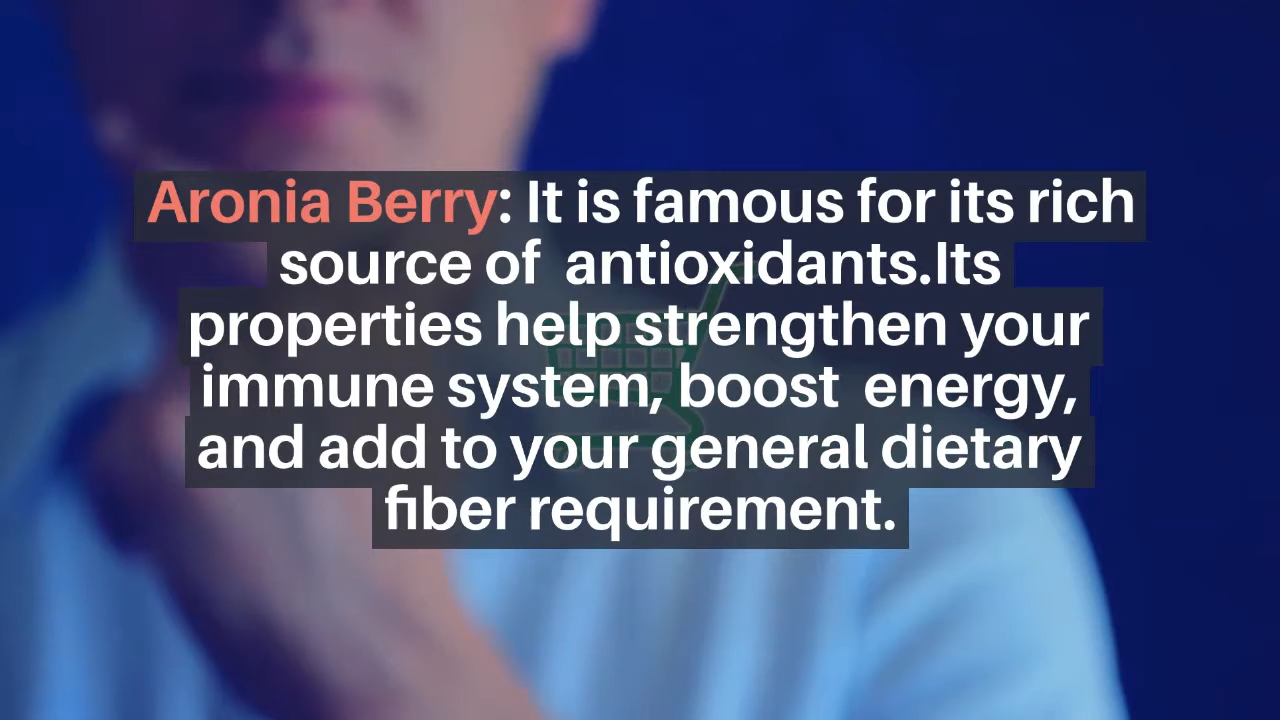 Aronia Berry: It is famous for its rich
source of  antioxidants.Its
properties help strengthen your
immune system, boost  energy,
and add to your general dietary
fiber requirement.